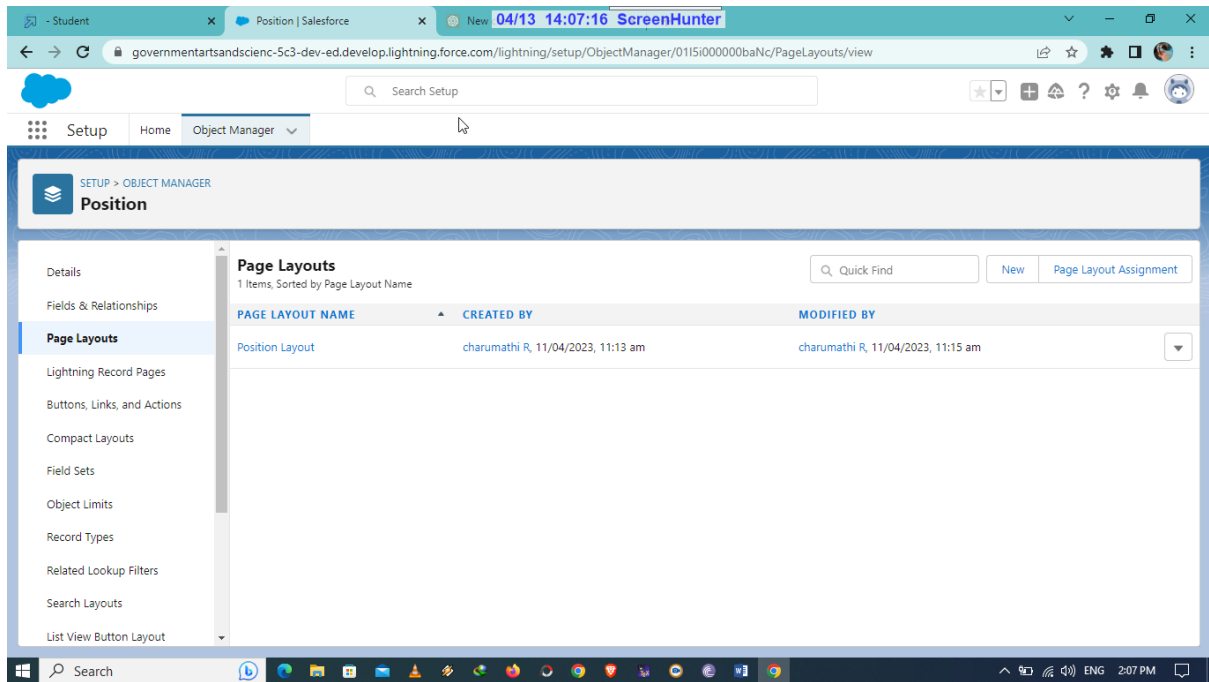 - Student
Position | Salesforce
New
04/13 14:07:16 ScreenHunter
governmentartsandscienc-5c3-dev-ed.develop.lightning.force.com/lightning/setup/ObjectManager/01I5i000000baNc/PageLayouts/view
Search Setup
Setup
Home
Object Manager
SETUP > OBJECT MANAGER
Position
Details
Fields & Relationships
Page Layouts
Lightning Record Pages
Buttons, Links, and Actions
Compact Layouts
Field Sets
Object Limits
Record Types
Related Lookup Filters
Search Layouts
List View Button Layout
Page Layouts
1 Items, Sorted by Page Layout Name
Quick Find
New
Page Layout Assignment
PAGE LAYOUT NAME CREATED BY MODIFIED BY
Position Layout charumathi R, 11/04/2023, 11:13 am charumathi R, 11/04/2023, 11:15 am
Search
ENG 2:07 PM